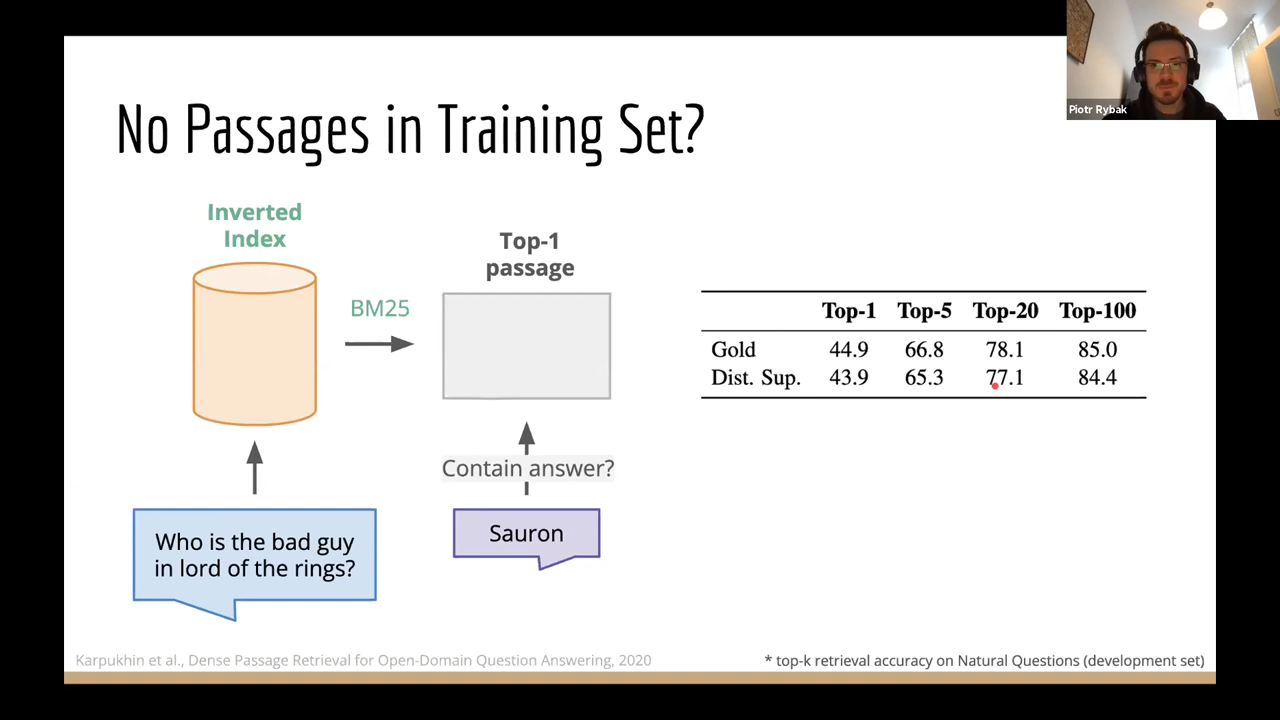 Piotr Rybak
No Passages in Training Set?
Inverted
Index
BM25
Top-1
passage
Contain answer?
Sauron
Who is the bad guy
in lord of the rings?
Top-1 Top-5 Top-20 Top-100
Gold 44.9 66.8 78.1 85.0
Dist. Sup. 43.9 65.3 77.1 84.4
Karpukhin et al., Dense Passage Retrieval for Open-Domain Question Answering, 2020
* top-k retrieval accuracy on Natural Questions (development set)